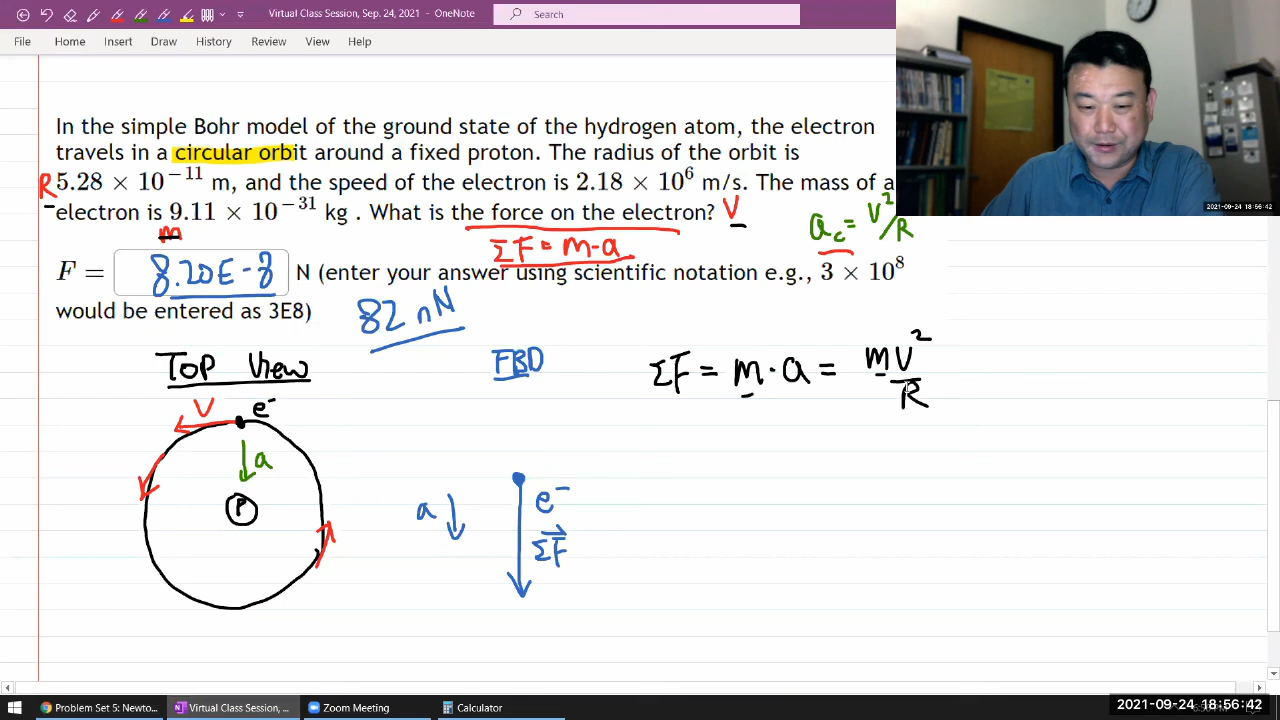 Virtual Class Session, Sep. 24, 2021 - OneNote
Search
File Home Insert Draw History Review View Help
In the simple Bohr model of the ground state of the hydrogen atom, the electron
travels in a circular orbit around a fixed proton. The radius of the orbit is
R 5.28 × 10⁻¹¹ m, and the speed of the electron is 2.18 × 10⁶ m/s. The mass of a
electron is 9.11 × 10⁻³¹ kg . What is the force on the electron? V
a_c = V²/R
m
ΣF = m·a
F = 8.20E-8 N (enter your answer using scientific notation e.g., 3 × 10⁸
would be entered as 3E8)
82 nN
TOP View
FBD
ΣF = m·a = mV²/R
V
e⁻
a
P
a
e⁻
ΣF⃗
2021-09-24 18:56:42
Problem Set 5: Newto...
Virtual Class Session,...
Zoom Meeting
Calculator
2021-09-24 18:56:42